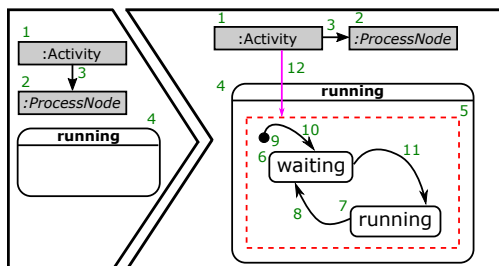 1
:Activity
3
2
:ProcessNode
4
running
1
:Activity
3
2
:ProcessNode
12
4
running
5
10
9
6
waiting
11
8
7
running